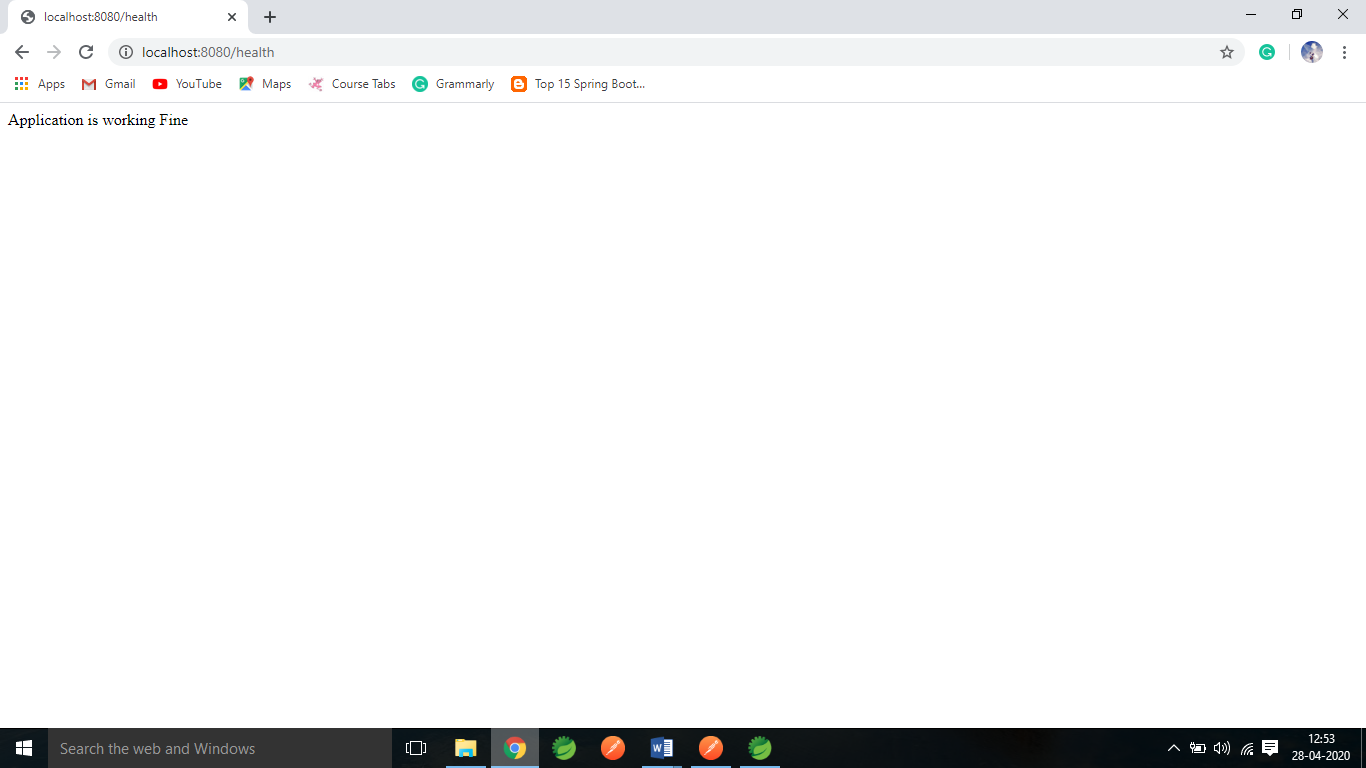 localhost:8080/health
localhost:8080/health
Apps Gmail YouTube Maps Course Tabs Grammarly Top 15 Spring Boot...
Application is working Fine
Search the web and Windows
12:53
28-04-2020